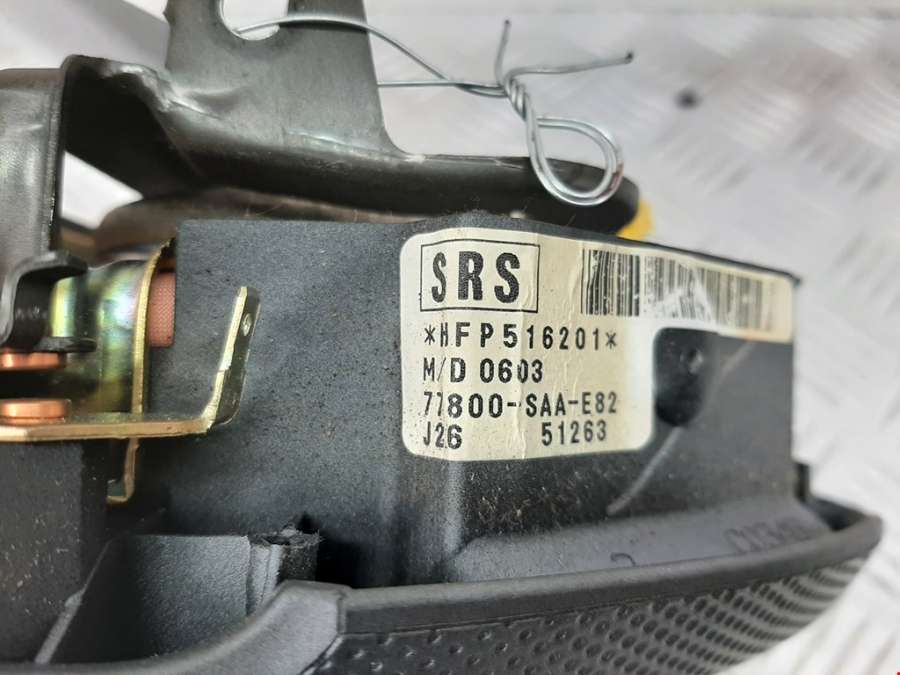 SRS
*HFP516201*
M/D 0603
77800-SAA-E82
J26 51263